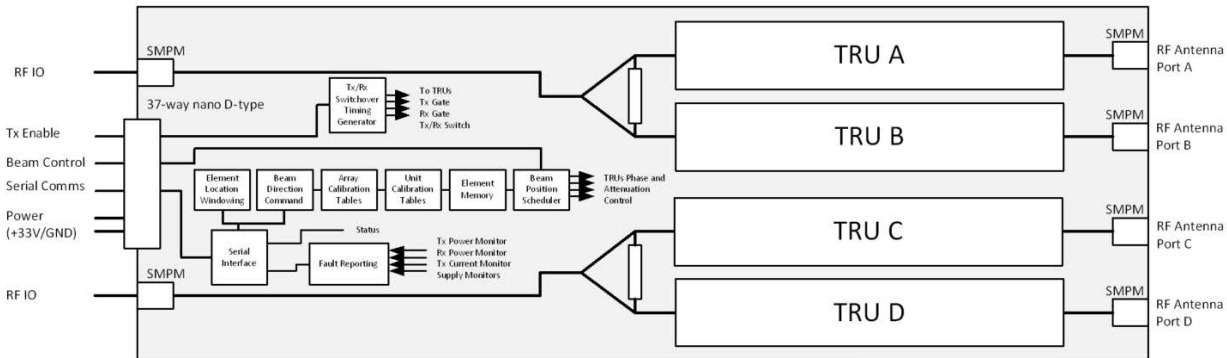 SMPM
RF IO
37-way nano D-type
Tx Enable
Beam Control
Serial Comms
Power
(+33V/GND)
SMPM
RF IO
Tx/Rx
Switchover
Timing
Generator
To TRUs
Tx Gate
Rx Gate
Tx/Rx Switch
Element
Location
Windowing
Beam
Direction
Command
Array
Calibration
Tables
Unit
Calibration
Tables
Element
Memory
Beam
Position
Scheduler
TRUs Phase and
Attenuation
Control
Serial
Interface
Status
Fault Reporting
Tx Power Monitor
Rx Power Monitor
Tx Current Monitor
Supply Monitors
TRU A
TRU B
TRU C
TRU D
SMPM
RF Antenna
Port A
SMPM
RF Antenna
Port B
SMPM
RF Antenna
Port C
SMPM
RF Antenna
Port D